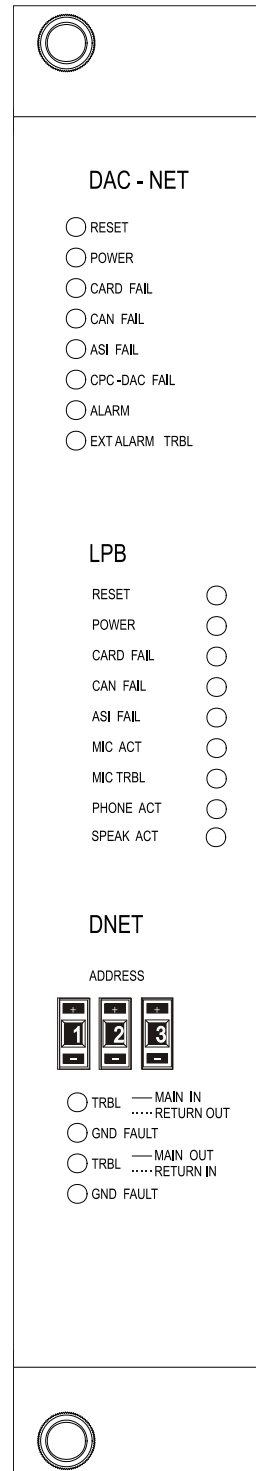 DAC - NET
RESET
POWER
CARD FAIL
CAN FAIL
ASI FAIL
CPC-DAC FAIL
ALARM
EXT ALARM TRBL
LPB
RESET
POWER
CARD FAIL
CAN FAIL
ASI FAIL
MIC ACT
MIC TRBL
PHONE ACT
SPEAK ACT
DNET
ADDRESS
+ + +
1 2 3
- - -
TRBL — MAIN IN
..... RETURN OUT
GND FAULT
TRBL — MAIN OUT
..... RETURN IN
GND FAULT